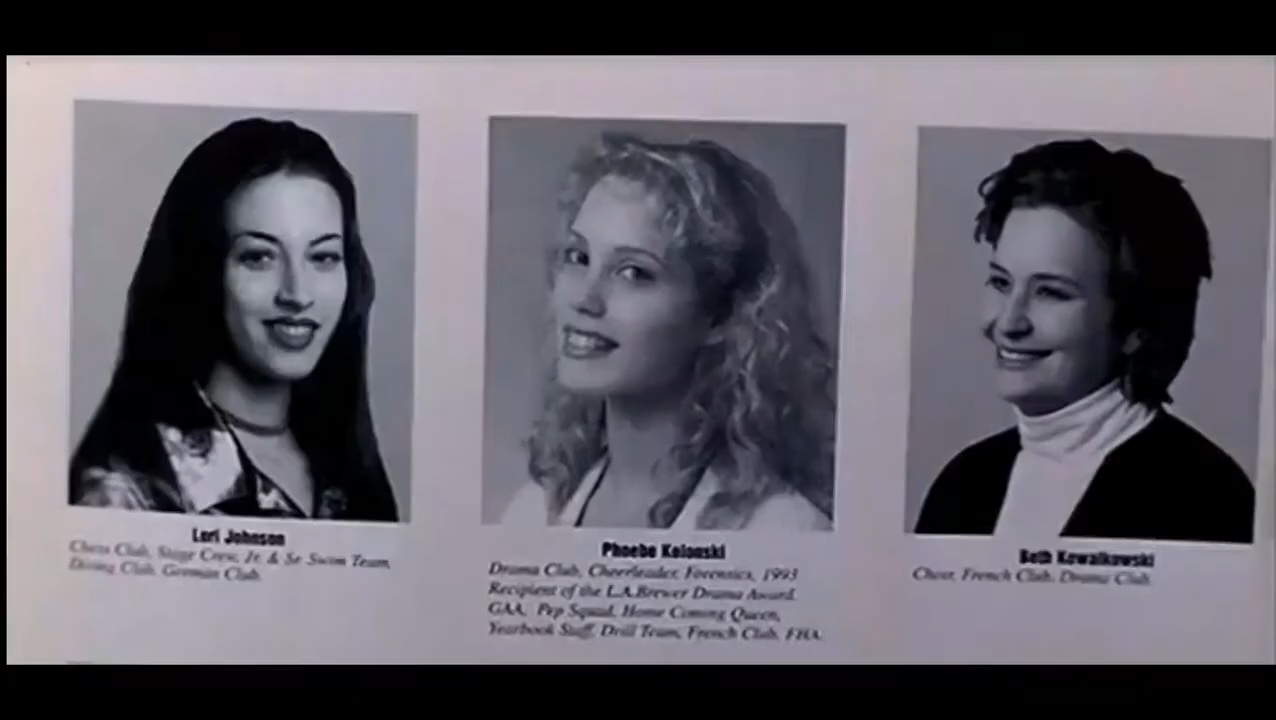 Lori Johnson
Chess Club, Stage Crew, Jr. & Sr. Swim Team,
Diving Club, German Club.
Phoebe Kolonski
Drama Club, Cheerleader, Forensics, 1993
Recipient of the L.A.Brewer Drama Award.
GAA, Pep Squad, Home Coming Queen,
Yearbook Staff, Drill Team, French Club, FHA.
Beth Kowalkowski
Choir, French Club, Drama Club.